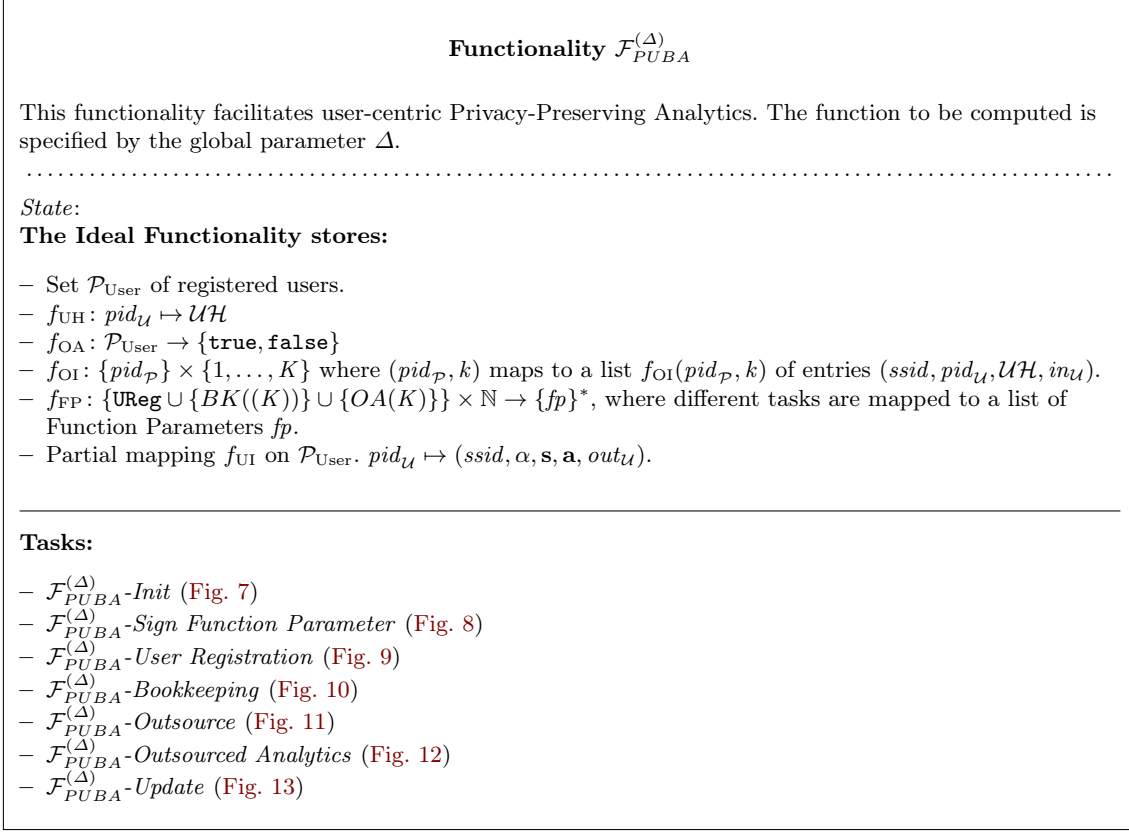 Functionality $\mathcal{F}_{PUBA}^{(\Delta)}$
This functionality facilitates user-centric Privacy-Preserving Analytics. The function to be computed is
specified by the global parameter $\Delta$.
State:
The Ideal Functionality stores:
– Set $\mathcal{P}_{\text{User}}$ of registered users.
– $f_{\text{UH}}: pid_{\mathcal{U}} \mapsto \mathcal{UH}$
– $f_{\text{OA}}: \mathcal{P}_{\text{User}} \to \{\texttt{true}, \texttt{false}\}$
– $f_{\text{OI}}: \{pid_{\mathcal{P}}\} \times \{1, \ldots, K\}$ where $(pid_{\mathcal{P}}, k)$ maps to a list $f_{\text{OI}}(pid_{\mathcal{P}}, k)$ of entries $(ssid, pid_{\mathcal{U}}, \mathcal{UH}, in_{\mathcal{U}})$.
– $f_{\text{FP}}: \{\texttt{UReg} \cup \{BK((K))\} \cup \{OA(K)\}\} \times \mathbb{N} \to \{fp\}^*$, where different tasks are mapped to a list of
Function Parameters $fp$.
– Partial mapping $f_{\text{UI}}$ on $\mathcal{P}_{\text{User}}$. $pid_{\mathcal{U}} \mapsto (ssid, \alpha, \mathbf{s}, \mathbf{a}, out_{\mathcal{U}})$.
Tasks:
– $\mathcal{F}_{PUBA}^{(\Delta)}$-Init (Fig. 7)
– $\mathcal{F}_{PUBA}^{(\Delta)}$-Sign Function Parameter (Fig. 8)
– $\mathcal{F}_{PUBA}^{(\Delta)}$-User Registration (Fig. 9)
– $\mathcal{F}_{PUBA}^{(\Delta)}$-Bookkeeping (Fig. 10)
– $\mathcal{F}_{PUBA}^{(\Delta)}$-Outsource (Fig. 11)
– $\mathcal{F}_{PUBA}^{(\Delta)}$-Outsourced Analytics (Fig. 12)
– $\mathcal{F}_{PUBA}^{(\Delta)}$-Update (Fig. 13)